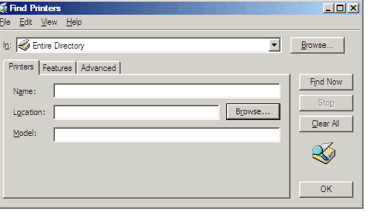 Find Printers
File Edit View Help
In: Entire Directory Browse...
Printers Features Advanced
Find Now
Name:
Stop
Location: Browse...
Clear All
Model:
OK